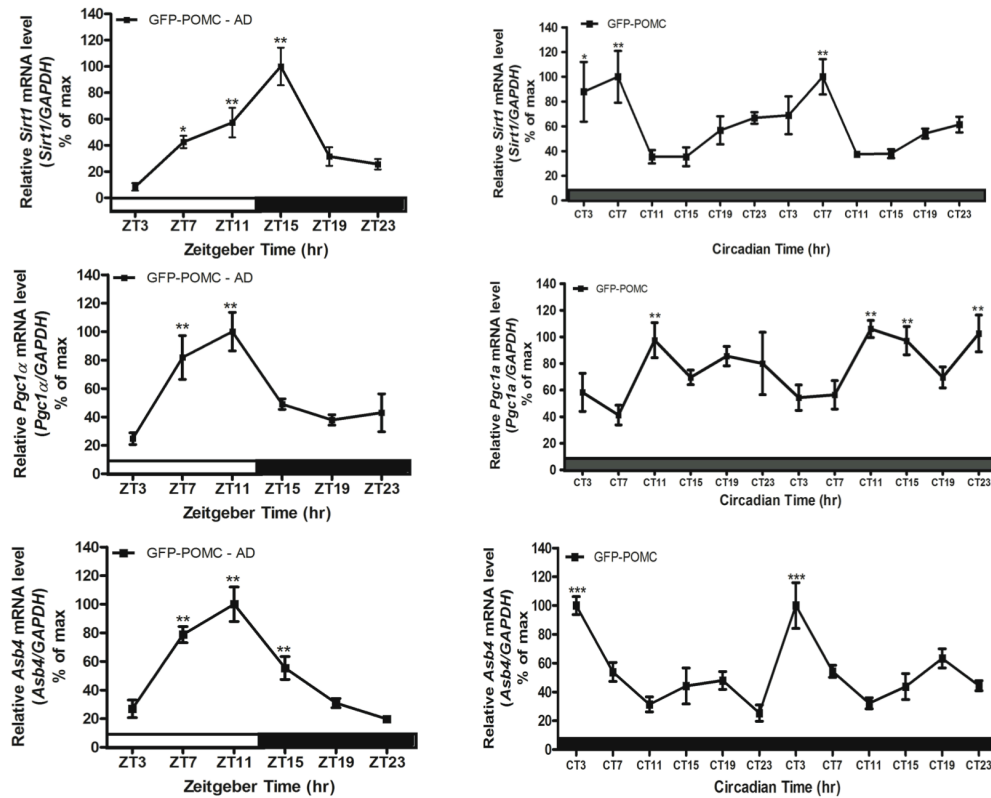 GFP-POMC - AD
Relative Sirt1 mRNA level
(Sirt1/GAPDH)
% of max
140
120
100
80
60
40
20
0
*
**
**
ZT3 ZT7 ZT11 ZT15 ZT19 ZT23
Zeitgeber Time (hr)
GFP-POMC
Relative Sirt1 mRNA level
(Sirt1/GAPDH)
% of max
140
120
100
80
60
40
20
0
*
**
**
CT3 CT7 CT11 CT15 CT19 CT23 CT3 CT7 CT11 CT15 CT19 CT23
Circadian Time (hr)
GFP-POMC - AD
Relative Pgc1α mRNA level
(Pgc1α/GAPDH)
% of max
140
120
100
80
60
40
20
0
**
**
ZT3 ZT7 ZT11 ZT15 ZT19 ZT23
Zeitgeber Time (hr)
GFP-POMC
Relative Pgc1a mRNA level
(Pgc1a /GAPDH)
% of max
140
120
100
80
60
40
20
0
**
**
**
**
CT3 CT7 CT11 CT15 CT19 CT23 CT3 CT7 CT11 CT15 CT19 CT23
Circadian Time (hr)
GFP-POMC - AD
Relative Asb4 mRNA level
(Asb4/GAPDH)
% of max
140
120
100
80
60
40
20
0
**
**
**
ZT3 ZT7 ZT11 ZT15 ZT19 ZT23
Zeitgeber Time (hr)
GFP-POMC
Relative Asb4 mRNA level
(Asb4/GAPDH)
% of max
140
120
100
80
60
40
20
0
***
***
CT3 CT7 CT11 CT15 CT19 CT23 CT3 CT7 CT11 CT15 CT19 CT23
Circadian Time (hr)